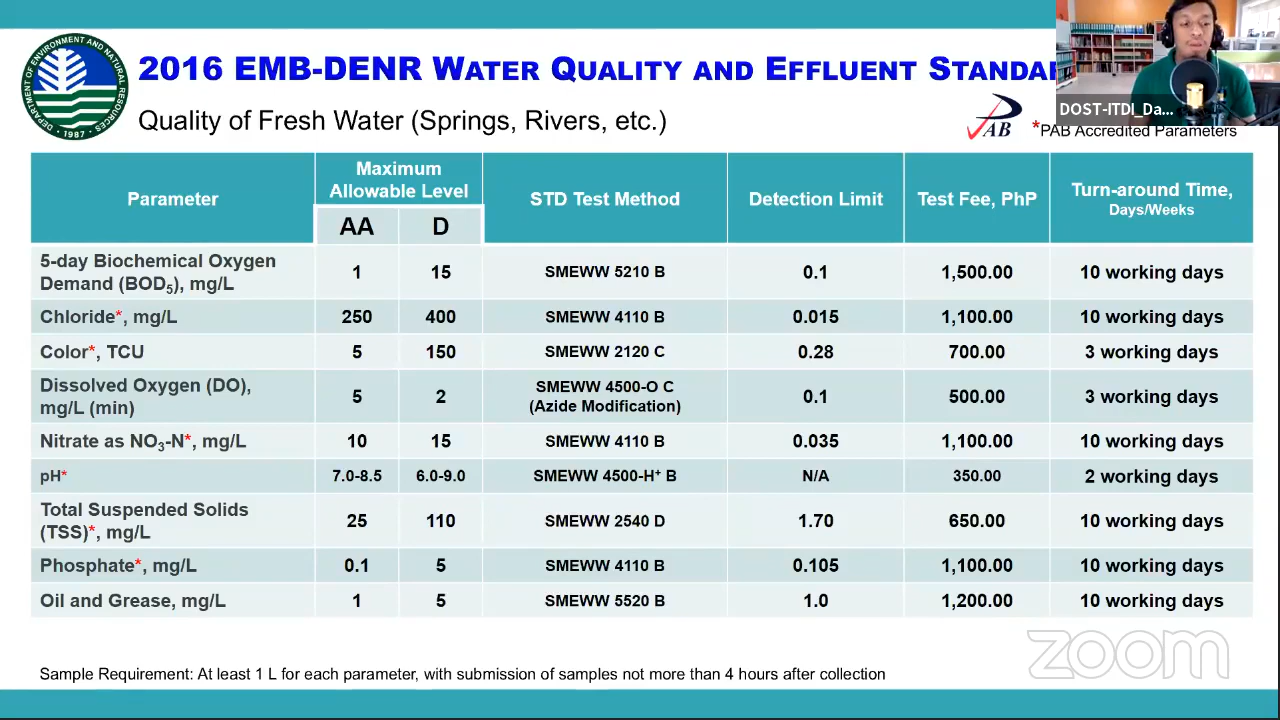 2016 EMB-DENR WATER QUALITY AND EFFLUENT STANDAR
Quality of Fresh Water (Springs, Rivers, etc.)
DEPARTMENT OF ENVIRONMENT AND NATURAL RESOURCES
1987
PAB
DOST-ITDI_Da...
*PAB Accredited Parameters
Parameter
Maximum
Allowable Level
AA
D
STD Test Method
Detection Limit
Test Fee, PhP
Turn-around Time,
Days/Weeks
5-day Biochemical Oxygen
Demand (BOD5), mg/L
1
15
SMEWW 5210 B
0.1
1,500.00
10 working days
Chloride*, mg/L
250
400
SMEWW 4110 B
0.015
1,100.00
10 working days
Color*, TCU
5
150
SMEWW 2120 C
0.28
700.00
3 working days
Dissolved Oxygen (DO),
mg/L (min)
5
2
SMEWW 4500-O C
(Azide Modification)
0.1
500.00
3 working days
Nitrate as NO3-N*, mg/L
10
15
SMEWW 4110 B
0.035
1,100.00
10 working days
pH*
7.0-8.5
6.0-9.0
SMEWW 4500-H+ B
N/A
350.00
2 working days
Total Suspended Solids
(TSS)*, mg/L
25
110
SMEWW 2540 D
1.70
650.00
10 working days
Phosphate*, mg/L
0.1
5
SMEWW 4110 B
0.105
1,100.00
10 working days
Oil and Grease, mg/L
1
5
SMEWW 5520 B
1.0
1,200.00
10 working days
zoom
Sample Requirement: At least 1 L for each parameter, with submission of samples not more than 4 hours after collection